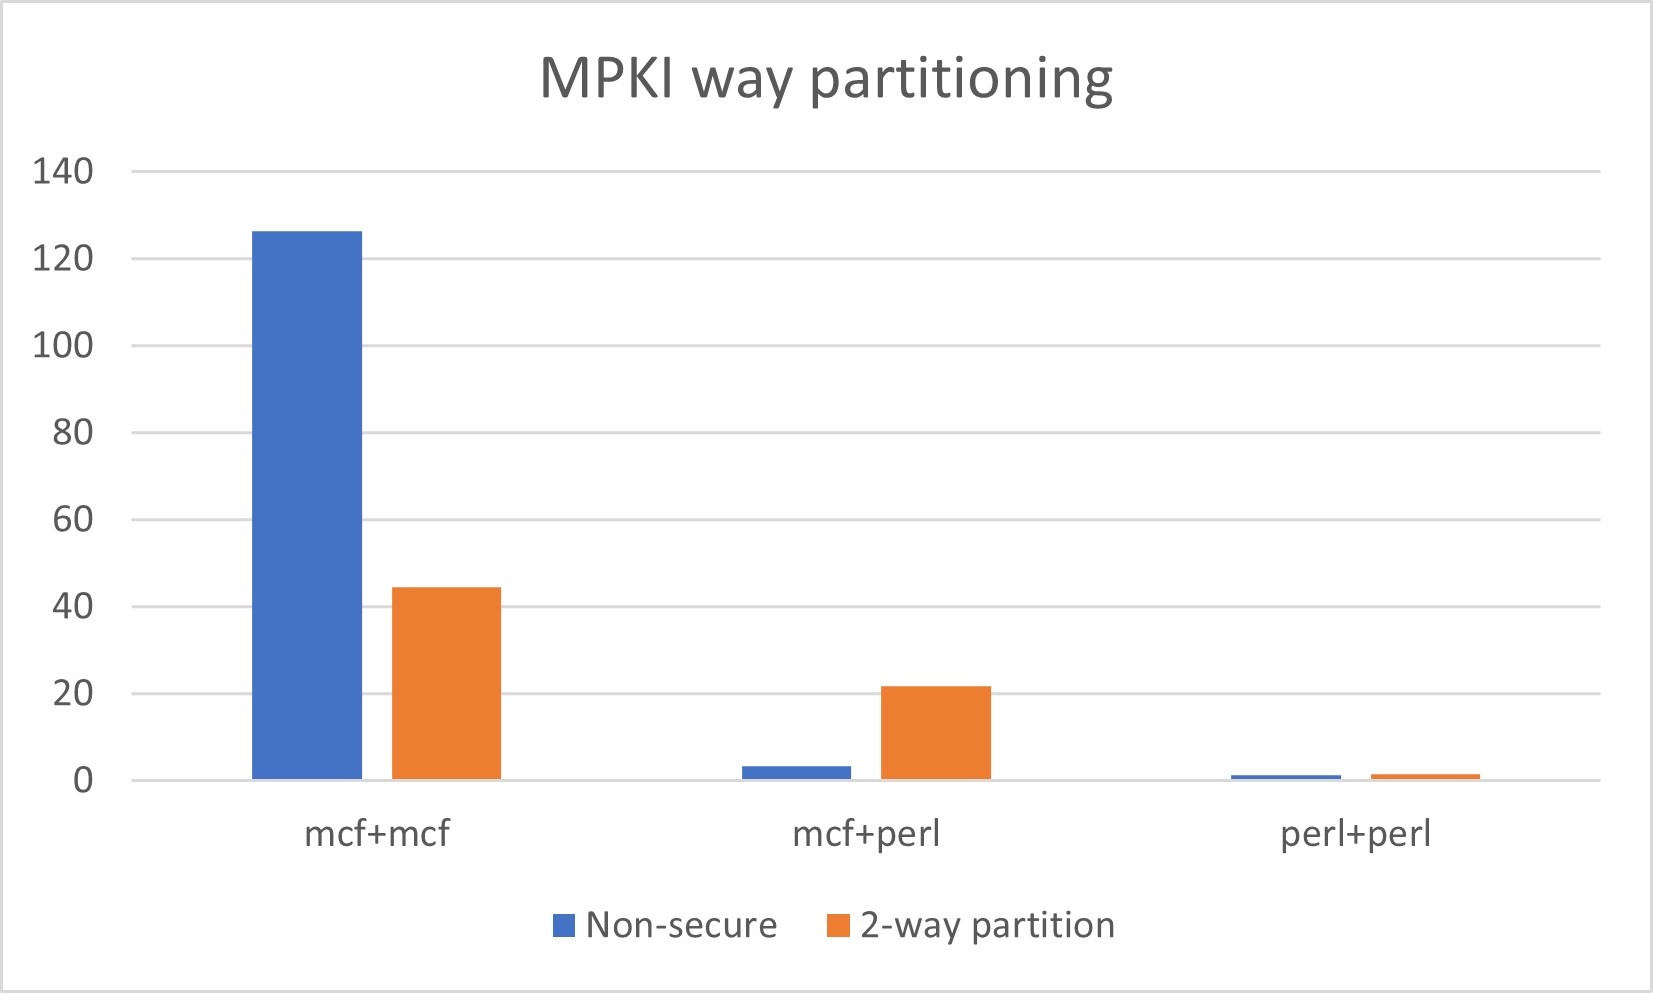 MPKI way partitioning
140
120
100
80
60
40
20
0
mcf+mcf mcf+perl perl+perl
Non-secure 2-way partition